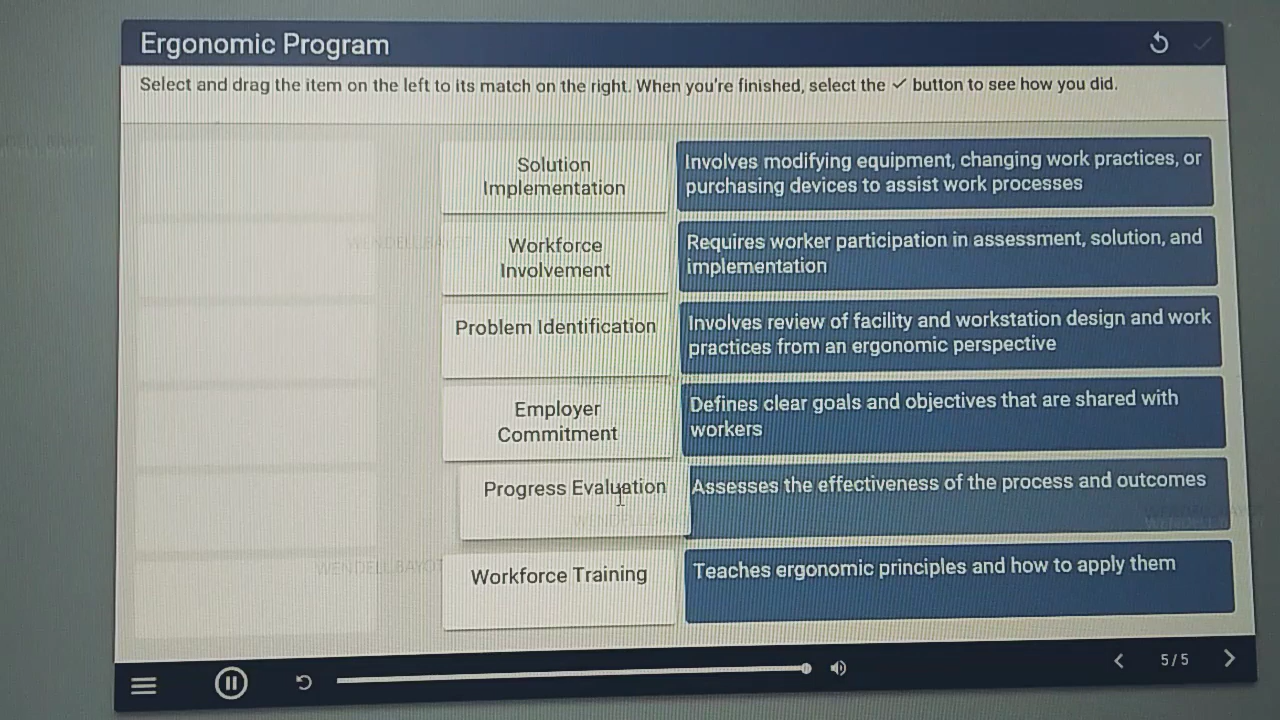 Ergonomic Program
Select and drag the item on the left to its match on the right. When you're finished, select the ✓ button to see how you did.
Solution
Implementation
Involves modifying equipment, changing work practices, or
purchasing devices to assist work processes
Workforce
Involvement
Requires worker participation in assessment, solution, and
implementation
Problem Identification
Involves review of facility and workstation design and work
practices from an ergonomic perspective
Employer
Commitment
Defines clear goals and objectives that are shared with
workers
Progress Evaluation
Assesses the effectiveness of the process and outcomes
Workforce Training
Teaches ergonomic principles and how to apply them
5/5